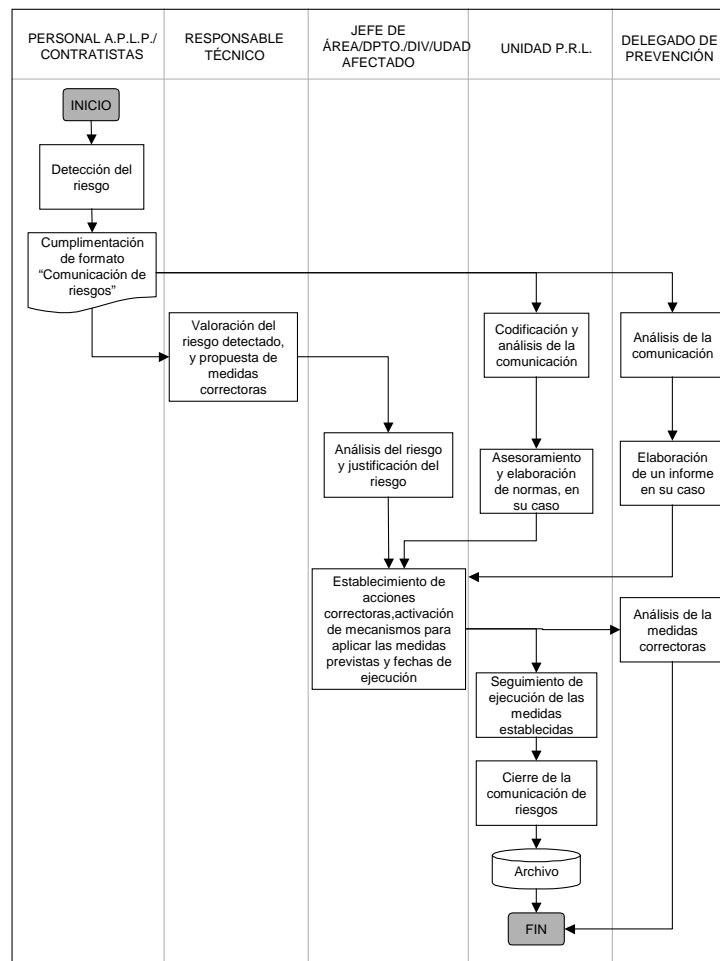 PERSONAL A.P.L.P./
CONTRATISTAS
RESPONSABLE
TÉCNICO
JEFE DE
ÁREA/DPTO./DIV/UDAD
AFECTADO
UNIDAD P.R.L.
DELEGADO DE
PREVENCIÓN
INICIO
Detección del
riesgo
Cumplimentación
de formato
“Comunicación de
riesgos”
Valoración del
riesgo detectado,
y propuesta de
medidas
correctoras
Codificación y
análisis de la
comunicación
Análisis de la
comunicación
Análisis del riesgo
y justificación del
riesgo
Asesoramiento
y elaboración
de normas, en
su caso
Elaboración
de un informe
en su caso
Establecimiento de
acciones
correctoras,activación
de mecanismos para
aplicar las medidas
previstas y fechas de
ejecución
Análisis de la
medidas
correctoras
Seguimiento de
ejecución de las
medidas
establecidas
Cierre de la
comunicación de
riesgos
Archivo
FIN